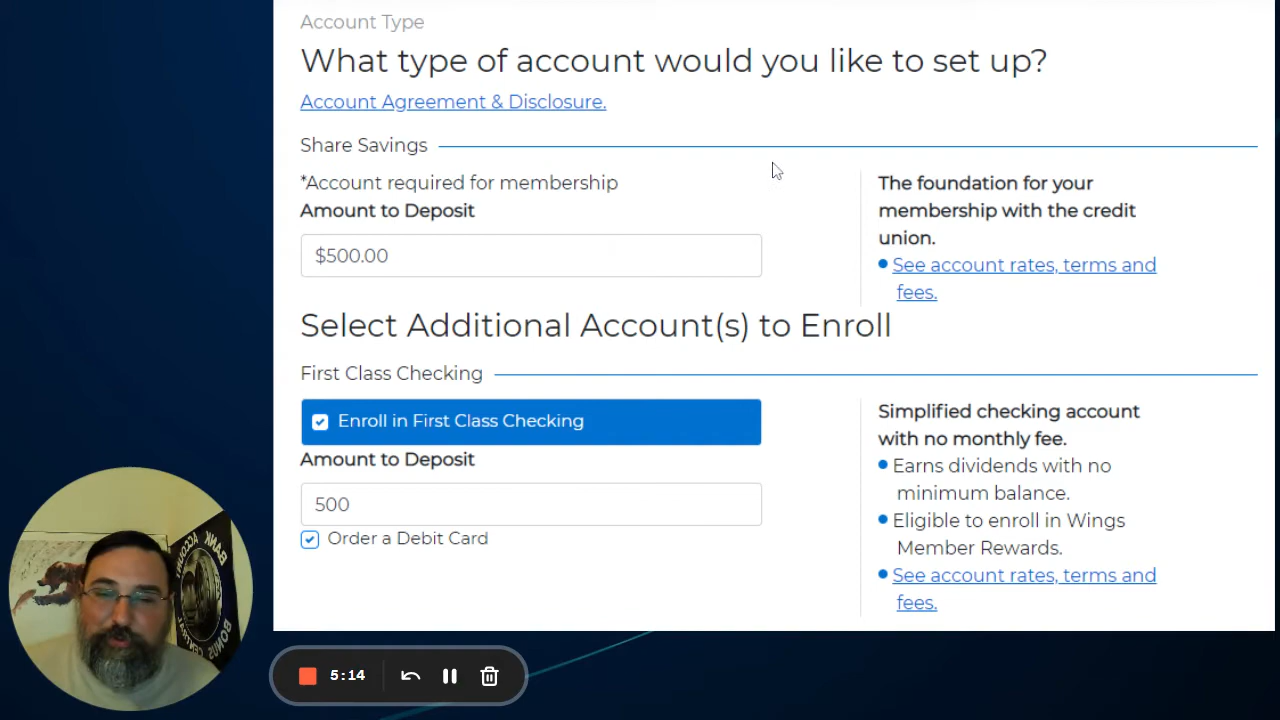 Account Type
What type of account would you like to set up?
Account Agreement & Disclosure.
Share Savings
*Account required for membership
Amount to Deposit
$500.00
The foundation for your
membership with the credit
union.
See account rates, terms and
fees.
Select Additional Account(s) to Enroll
First Class Checking
Enroll in First Class Checking
Amount to Deposit
500
Order a Debit Card
Simplified checking account
with no monthly fee.
Earns dividends with no
minimum balance.
Eligible to enroll in Wings
Member Rewards.
See account rates, terms and
fees.
BANK ACCOUNT
BONUS CENTRAL
5:14